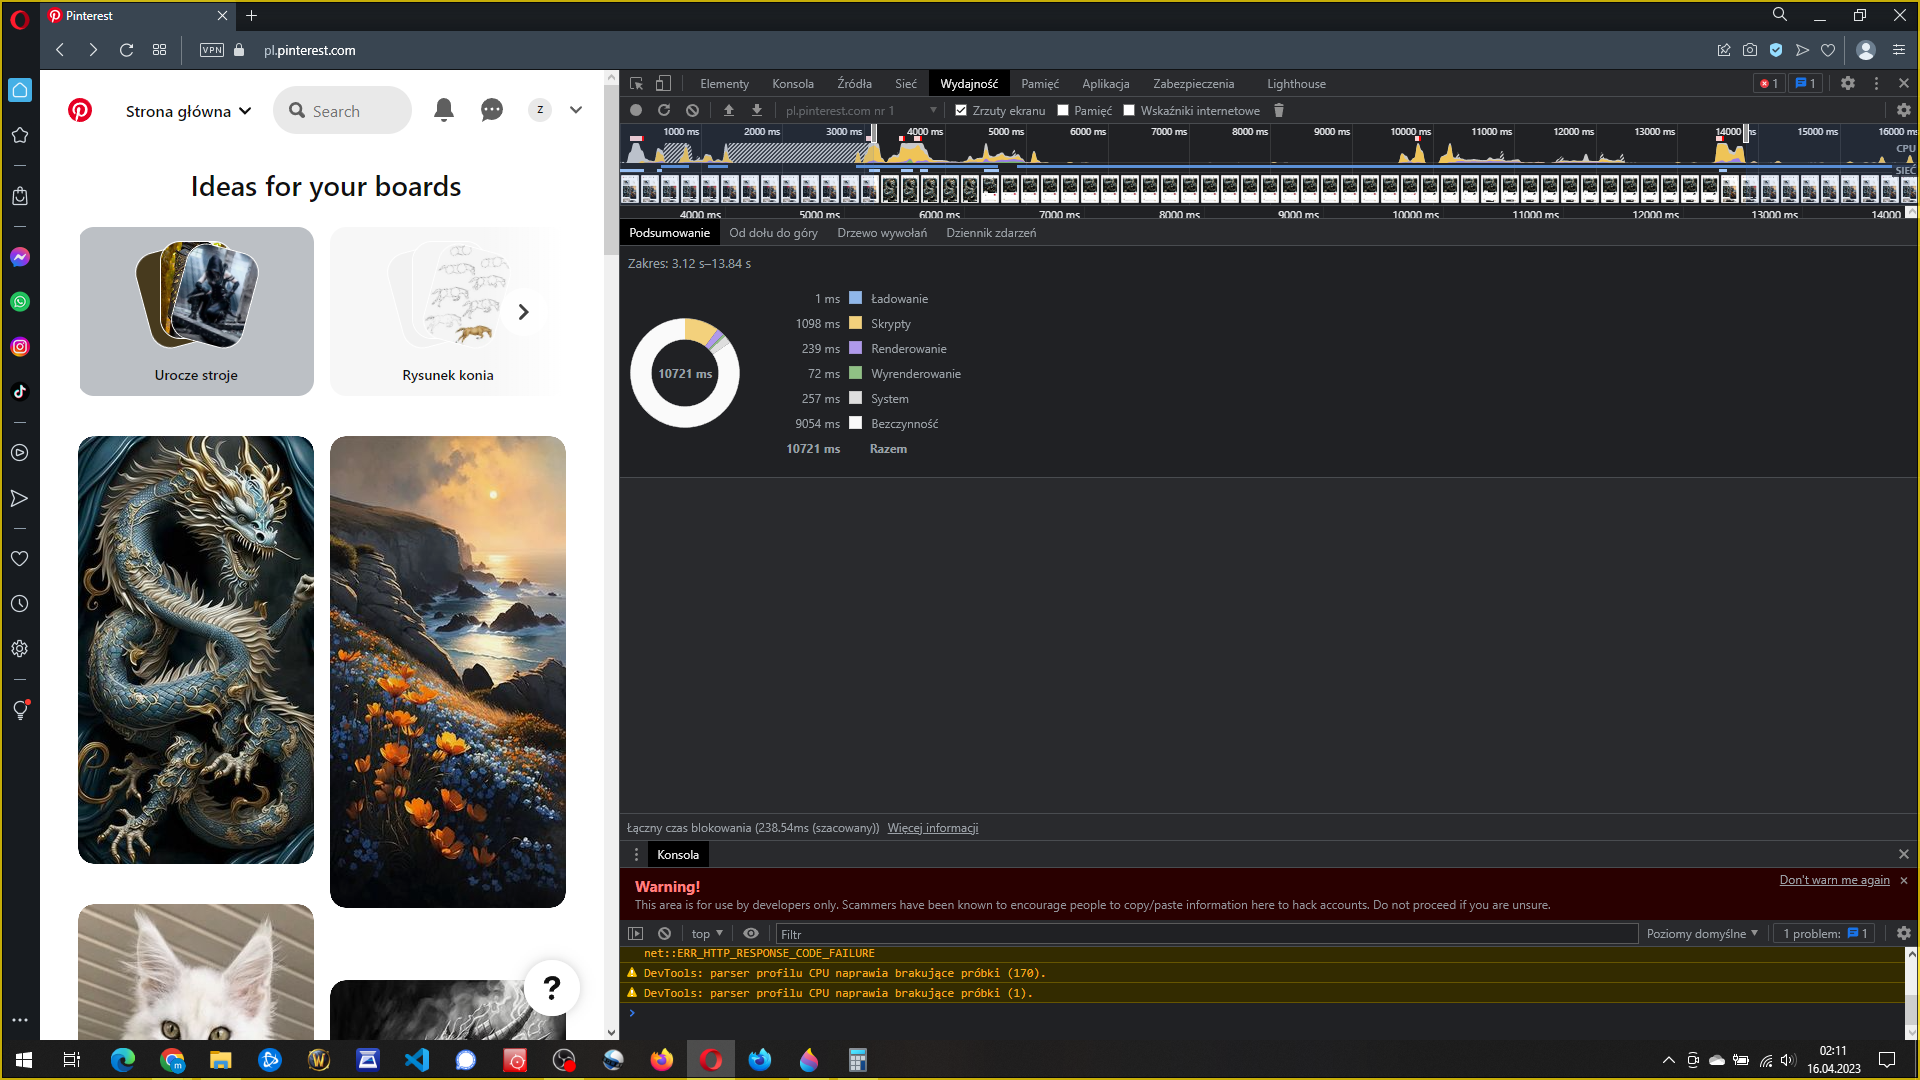 Pinterest
VPN
pl.pinterest.com
Strona główna
Search
z
Ideas for your boards
Urocze stroje
Rysunek konia
?
Elementy Konsola Źródła Sieć Wydajność Pamięć Aplikacja Zabezpieczenia Lighthouse
1 1
pl.pinterest.com nr 1 Zrzuty ekranu Pamięć Wskaźniki internetowe
1000 ms 2000 ms 3000 ms 4000 ms 5000 ms 6000 ms 7000 ms 8000 ms 9000 ms 10000 ms 11000 ms 12000 ms 13000 ms 14000 ms 15000 ms 16000 ms
CPU
SIEĆ
4000 ms 5000 ms 6000 ms 7000 ms 8000 ms 9000 ms 10000 ms 11000 ms 12000 ms 13000 ms 14000
Podsumowanie Od dołu do góry Drzewo wywołań Dziennik zdarzeń
Zakres: 3.12 s–13.84 s
10721 ms
1 ms Ładowanie
1098 ms Skrypty
239 ms Renderowanie
72 ms Wyrenderowanie
257 ms System
9054 ms Bezczynność
10721 ms Razem
Łączny czas blokowania (238.54ms (szacowany)) Więcej informacji
Konsola
Warning!
Don't warn me again
This area is for use by developers only. Scammers have been known to encourage people to copy/paste information here to hack accounts. Do not proceed if you are unsure.
top Filtr Poziomy domyślne 1 problem: 1
net::ERR_HTTP_RESPONSE_CODE_FAILURE
DevTools: parser profilu CPU naprawia brakujące próbki (170).
DevTools: parser profilu CPU naprawia brakujące próbki (1).
02:11
16.04.2023